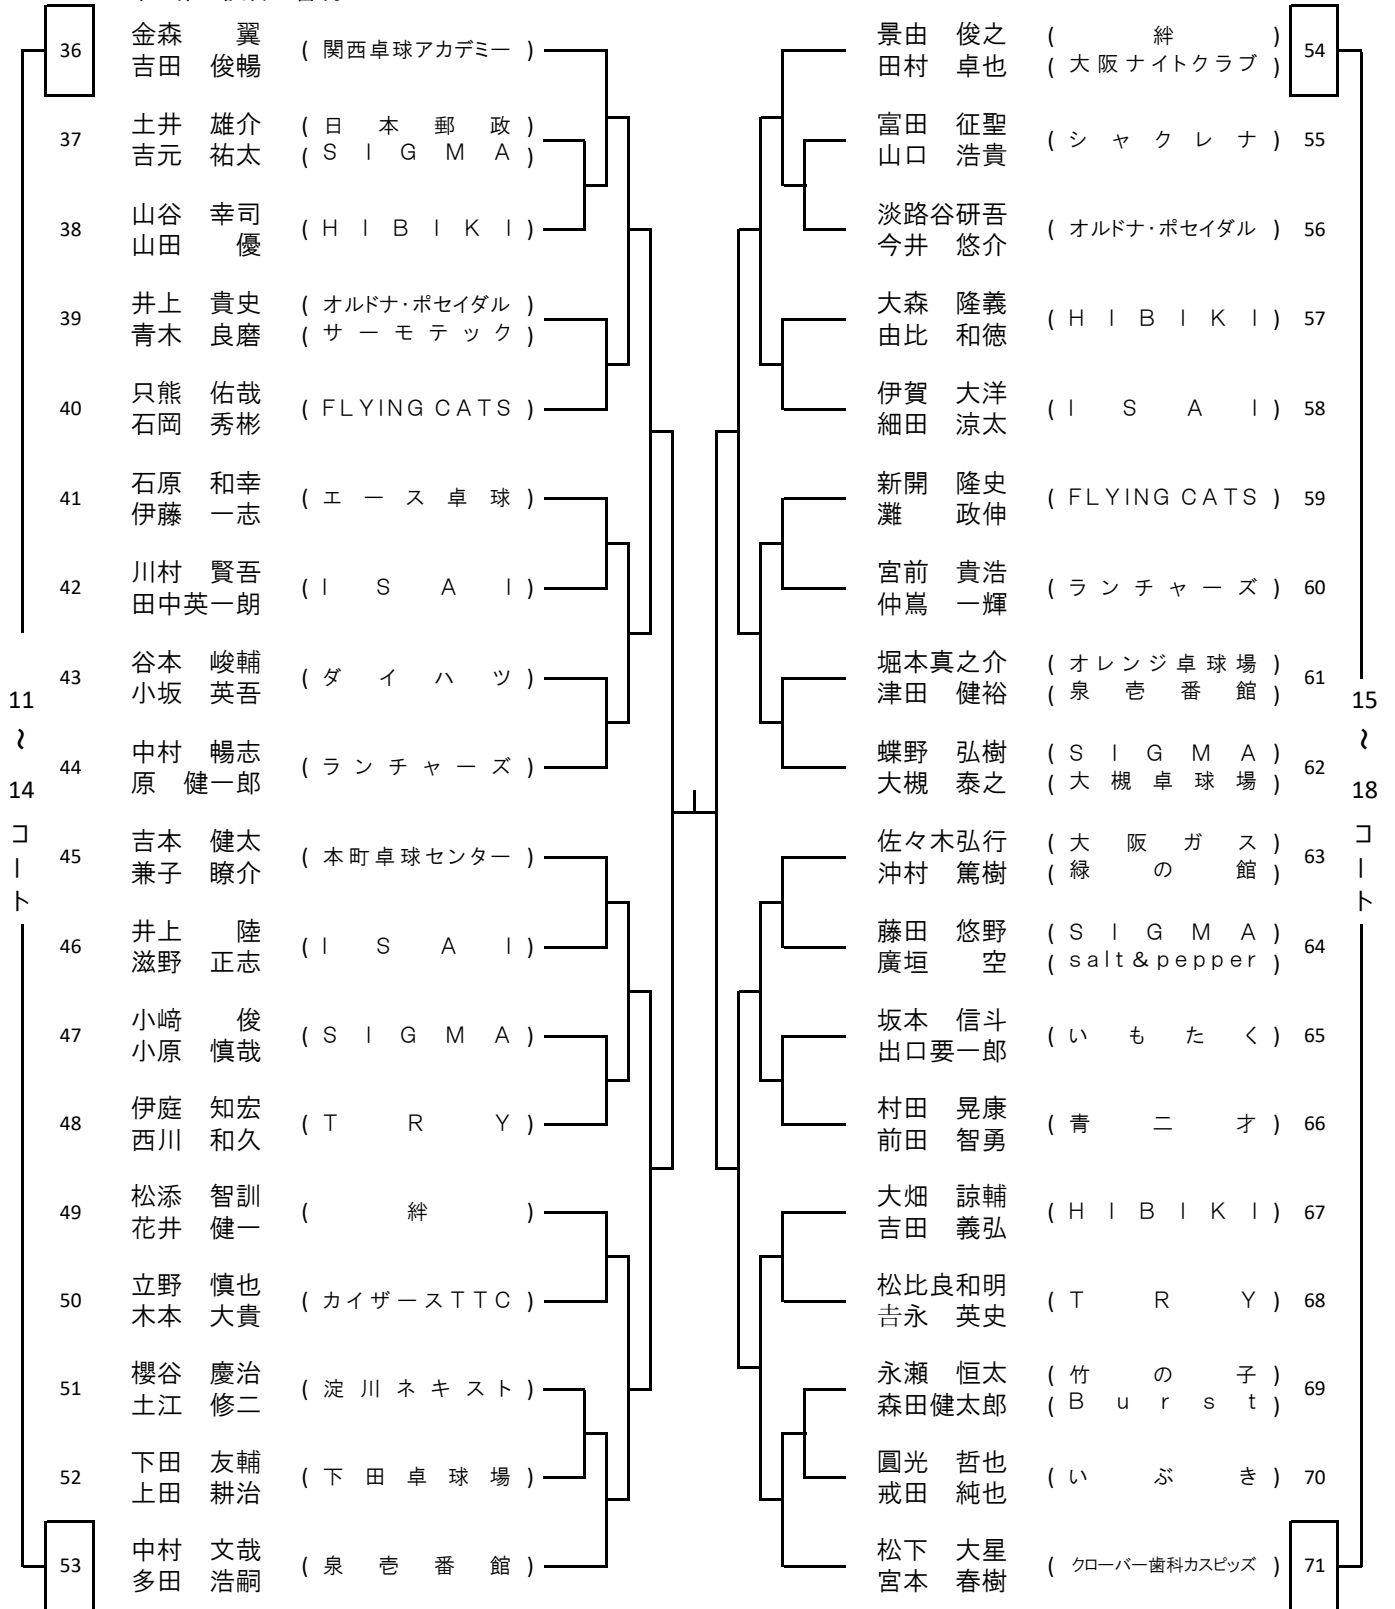 36 金森 翼 ( 関西卓球アカデミー )
吉田 俊暢
37 土井 雄介 ( 日本郵政 )
吉元 祐太 ( SIGMA )
38 山谷 幸司 ( HIBIKI )
山田 優
39 井上 貴史 ( オルドナ・ポセイダル )
青木 良磨 ( サーモテック )
40 只熊 佑哉 ( FLYING CATS )
石岡 秀彬
41 石原 和幸 ( エース卓球 )
伊藤 一志
42 川村 賢吾 ( ISAI )
田中英一朗
43 谷本 峻輔 ( ダイハツ )
小坂 英吾
44 中村 暢志 ( ランチャーズ )
原 健一郎
45 吉本 健太 ( 本町卓球センター )
兼子 瞭介
46 井上 陸 ( ISAI )
滋野 正志
47 小﨑 俊 ( SIGMA )
小原 慎哉
48 伊庭 知宏 ( TRY )
西川 和久
49 松添 智訓 ( 絆 )
花井 健一
50 立野 慎也 ( カイザースTTC )
木本 大貴
51 櫻谷 慶治 ( 淀川ネキスト )
土江 修二
52 下田 友輔 ( 下田卓球場 )
上田 耕治
53 中村 文哉 ( 泉壱番館 )
多田 浩嗣
11～14コート
景由 俊之 ( 絆 ) 54
田村 卓也 ( 大阪ナイトクラブ )
富田 征聖 ( シャクレナ ) 55
山口 浩貴
淡路谷研吾 ( オルドナ・ポセイダル ) 56
今井 悠介
大森 隆義 ( HIBIKI ) 57
由比 和徳
伊賀 大洋 ( ISAI ) 58
細田 涼太
新開 隆史 ( FLYING CATS ) 59
灘 政伸
宮前 貴浩 ( ランチャーズ ) 60
仲嶌 一輝
堀本真之介 ( オレンジ卓球場 ) 61
津田 健裕 ( 泉壱番館 )
蝶野 弘樹 ( SIGMA ) 62
大槻 泰之 ( 大槻卓球場 )
佐々木弘行 ( 大阪ガス ) 63
沖村 篤樹 ( 緑の館 )
藤田 悠野 ( SIGMA ) 64
廣垣 空 ( salt&pepper )
坂本 信斗 ( いもたく ) 65
出口要一郎
村田 晃康 ( 青二才 ) 66
前田 智勇
大畑 諒輔 ( HIBIKI ) 67
吉田 義弘
松比良和明 ( TRY ) 68
𠮷永 英史
永瀬 恒太 ( 竹の子 ) 69
森田健太郎 ( Burst )
圓光 哲也 ( いぶき ) 70
戒田 純也
松下 大星 ( クローバー歯科カスピッズ ) 71
宮本 春樹
15～18コート